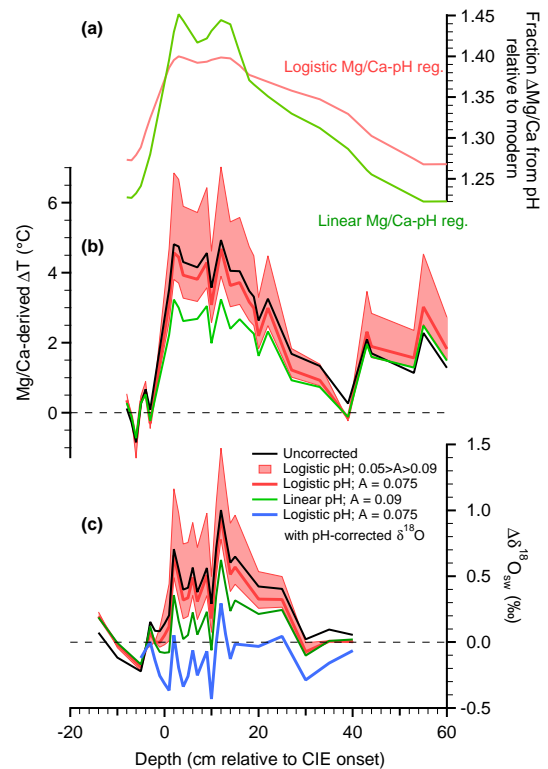 (a)
1.45
1.40
1.35
1.30
1.25
Fraction ΔMg/Ca from pH
relative to modern
Logistic Mg/Ca-pH reg.
Linear Mg/Ca-pH reg.
(b)
6
4
2
0
Mg/Ca-derived ΔT (°C)
Uncorrected
Logistic pH; 0.05>A>0.09
Logistic pH; A = 0.075
Linear pH; A = 0.09
Logistic pH; A = 0.075
with pH-corrected δ¹⁸O
(c)
1.5
1.0
0.5
0.0
-0.5
Δδ¹⁸Osw (‰)
-20
0
20
40
60
Depth (cm relative to CIE onset)